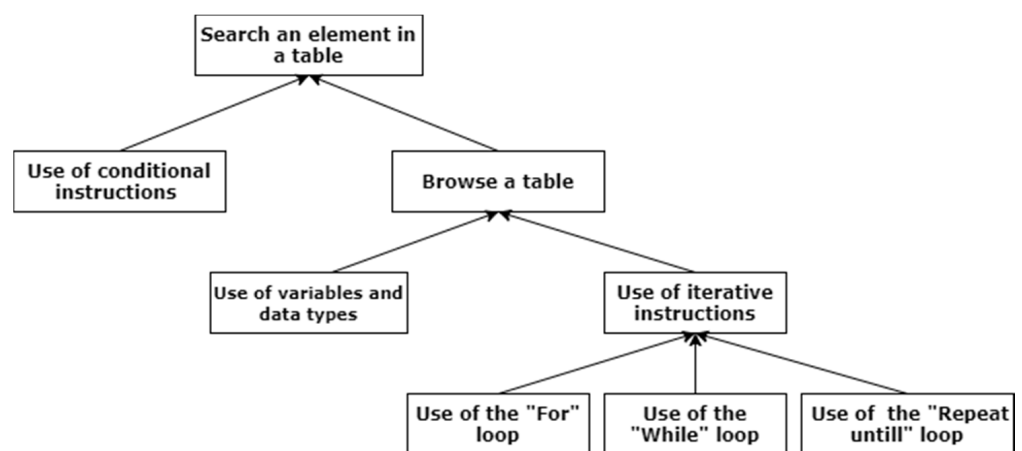 Search an element in
a table
Use of conditional
instructions
Browse a table
Use of variables and
data types
Use of iterative
instructions
Use of the "For"
loop
Use of the
"While" loop
Use of the "Repeat
untill" loop